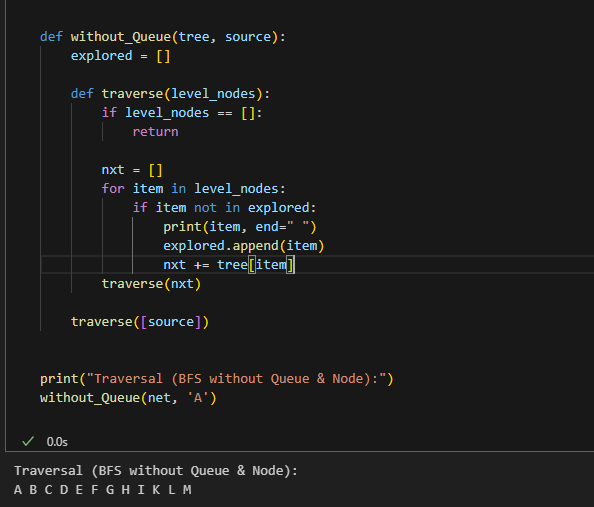 def without_Queue(tree, source):
    explored = []
    def traverse(level_nodes):
        if level_nodes == []:
            return
        nxt = []
        for item in level_nodes:
            if item not in explored:
                print(item, end=" ")
                explored.append(item)
                nxt += tree[item]
        traverse(nxt)
    traverse([source])
print("Traversal (BFS without Queue & Node):")
without_Queue(net, 'A')
0.0s
Traversal (BFS without Queue & Node):
A B C D E F G H I K L M